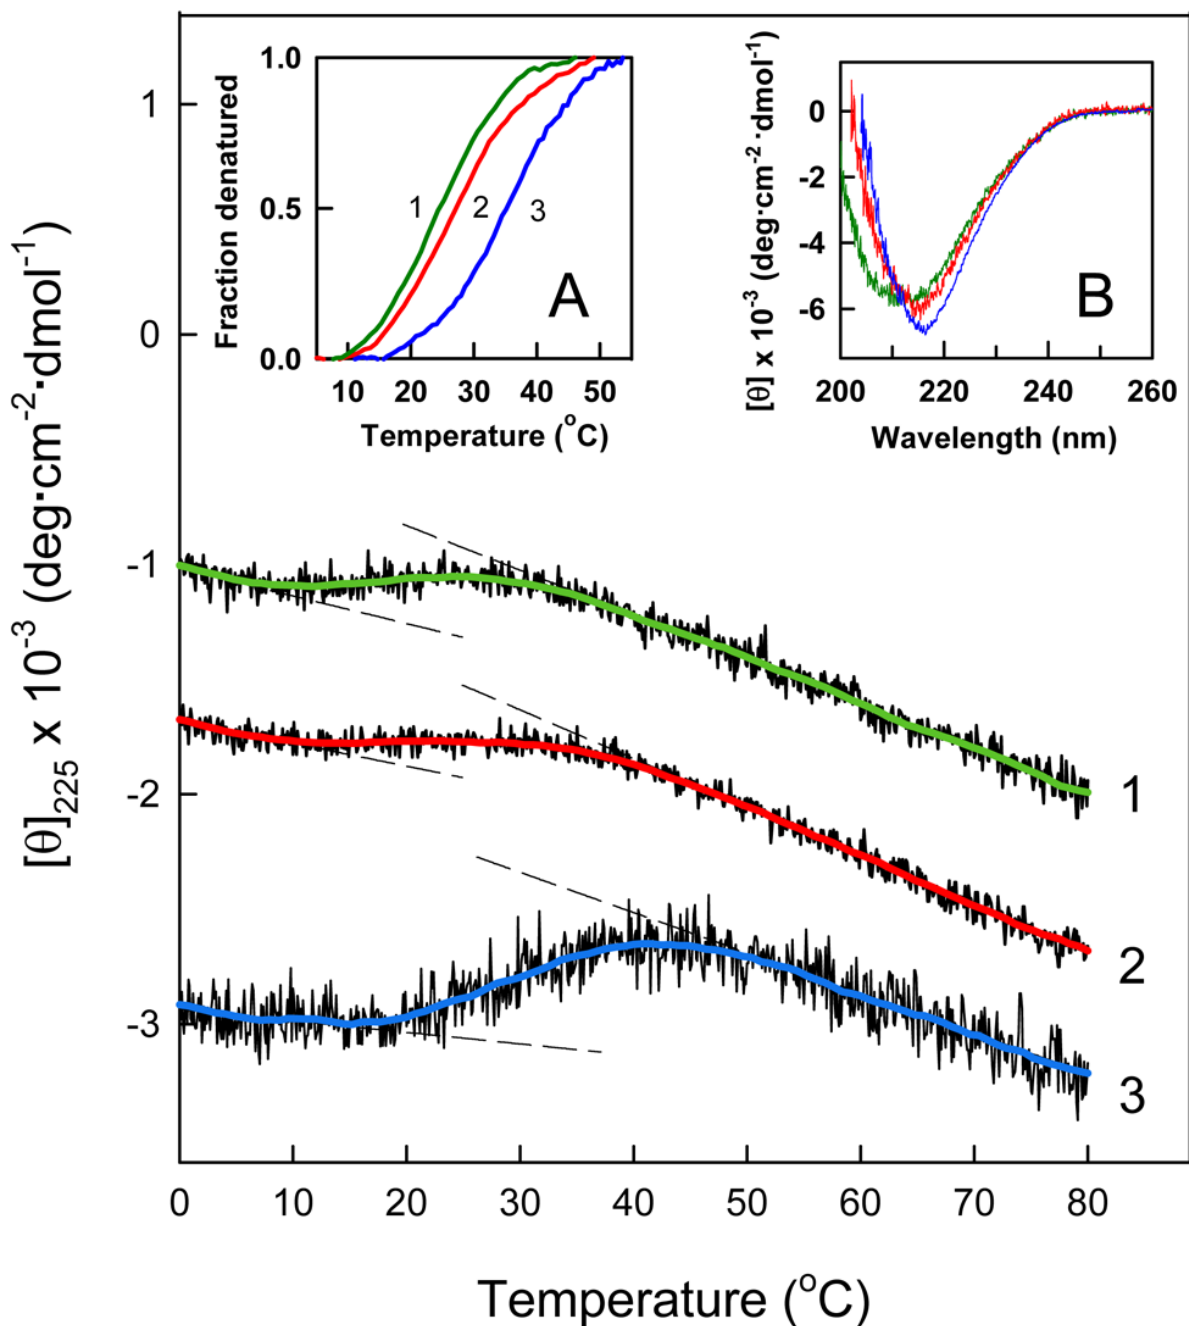 [θ]₂₂₅ x 10⁻³ (deg·cm⁻²·dmol⁻¹)
1
0
-1
-2
-3
Fraction denatured
1.0
0.5
0.0
1
2
3
A
10 20 30 40 50
Temperature (°C)
[θ] x 10⁻³ (deg·cm⁻²·dmol⁻¹)
0
-2
-4
-6
B
200 220 240 260
Wavelength (nm)
1
2
3
0 10 20 30 40 50 60 70 80
Temperature (°C)